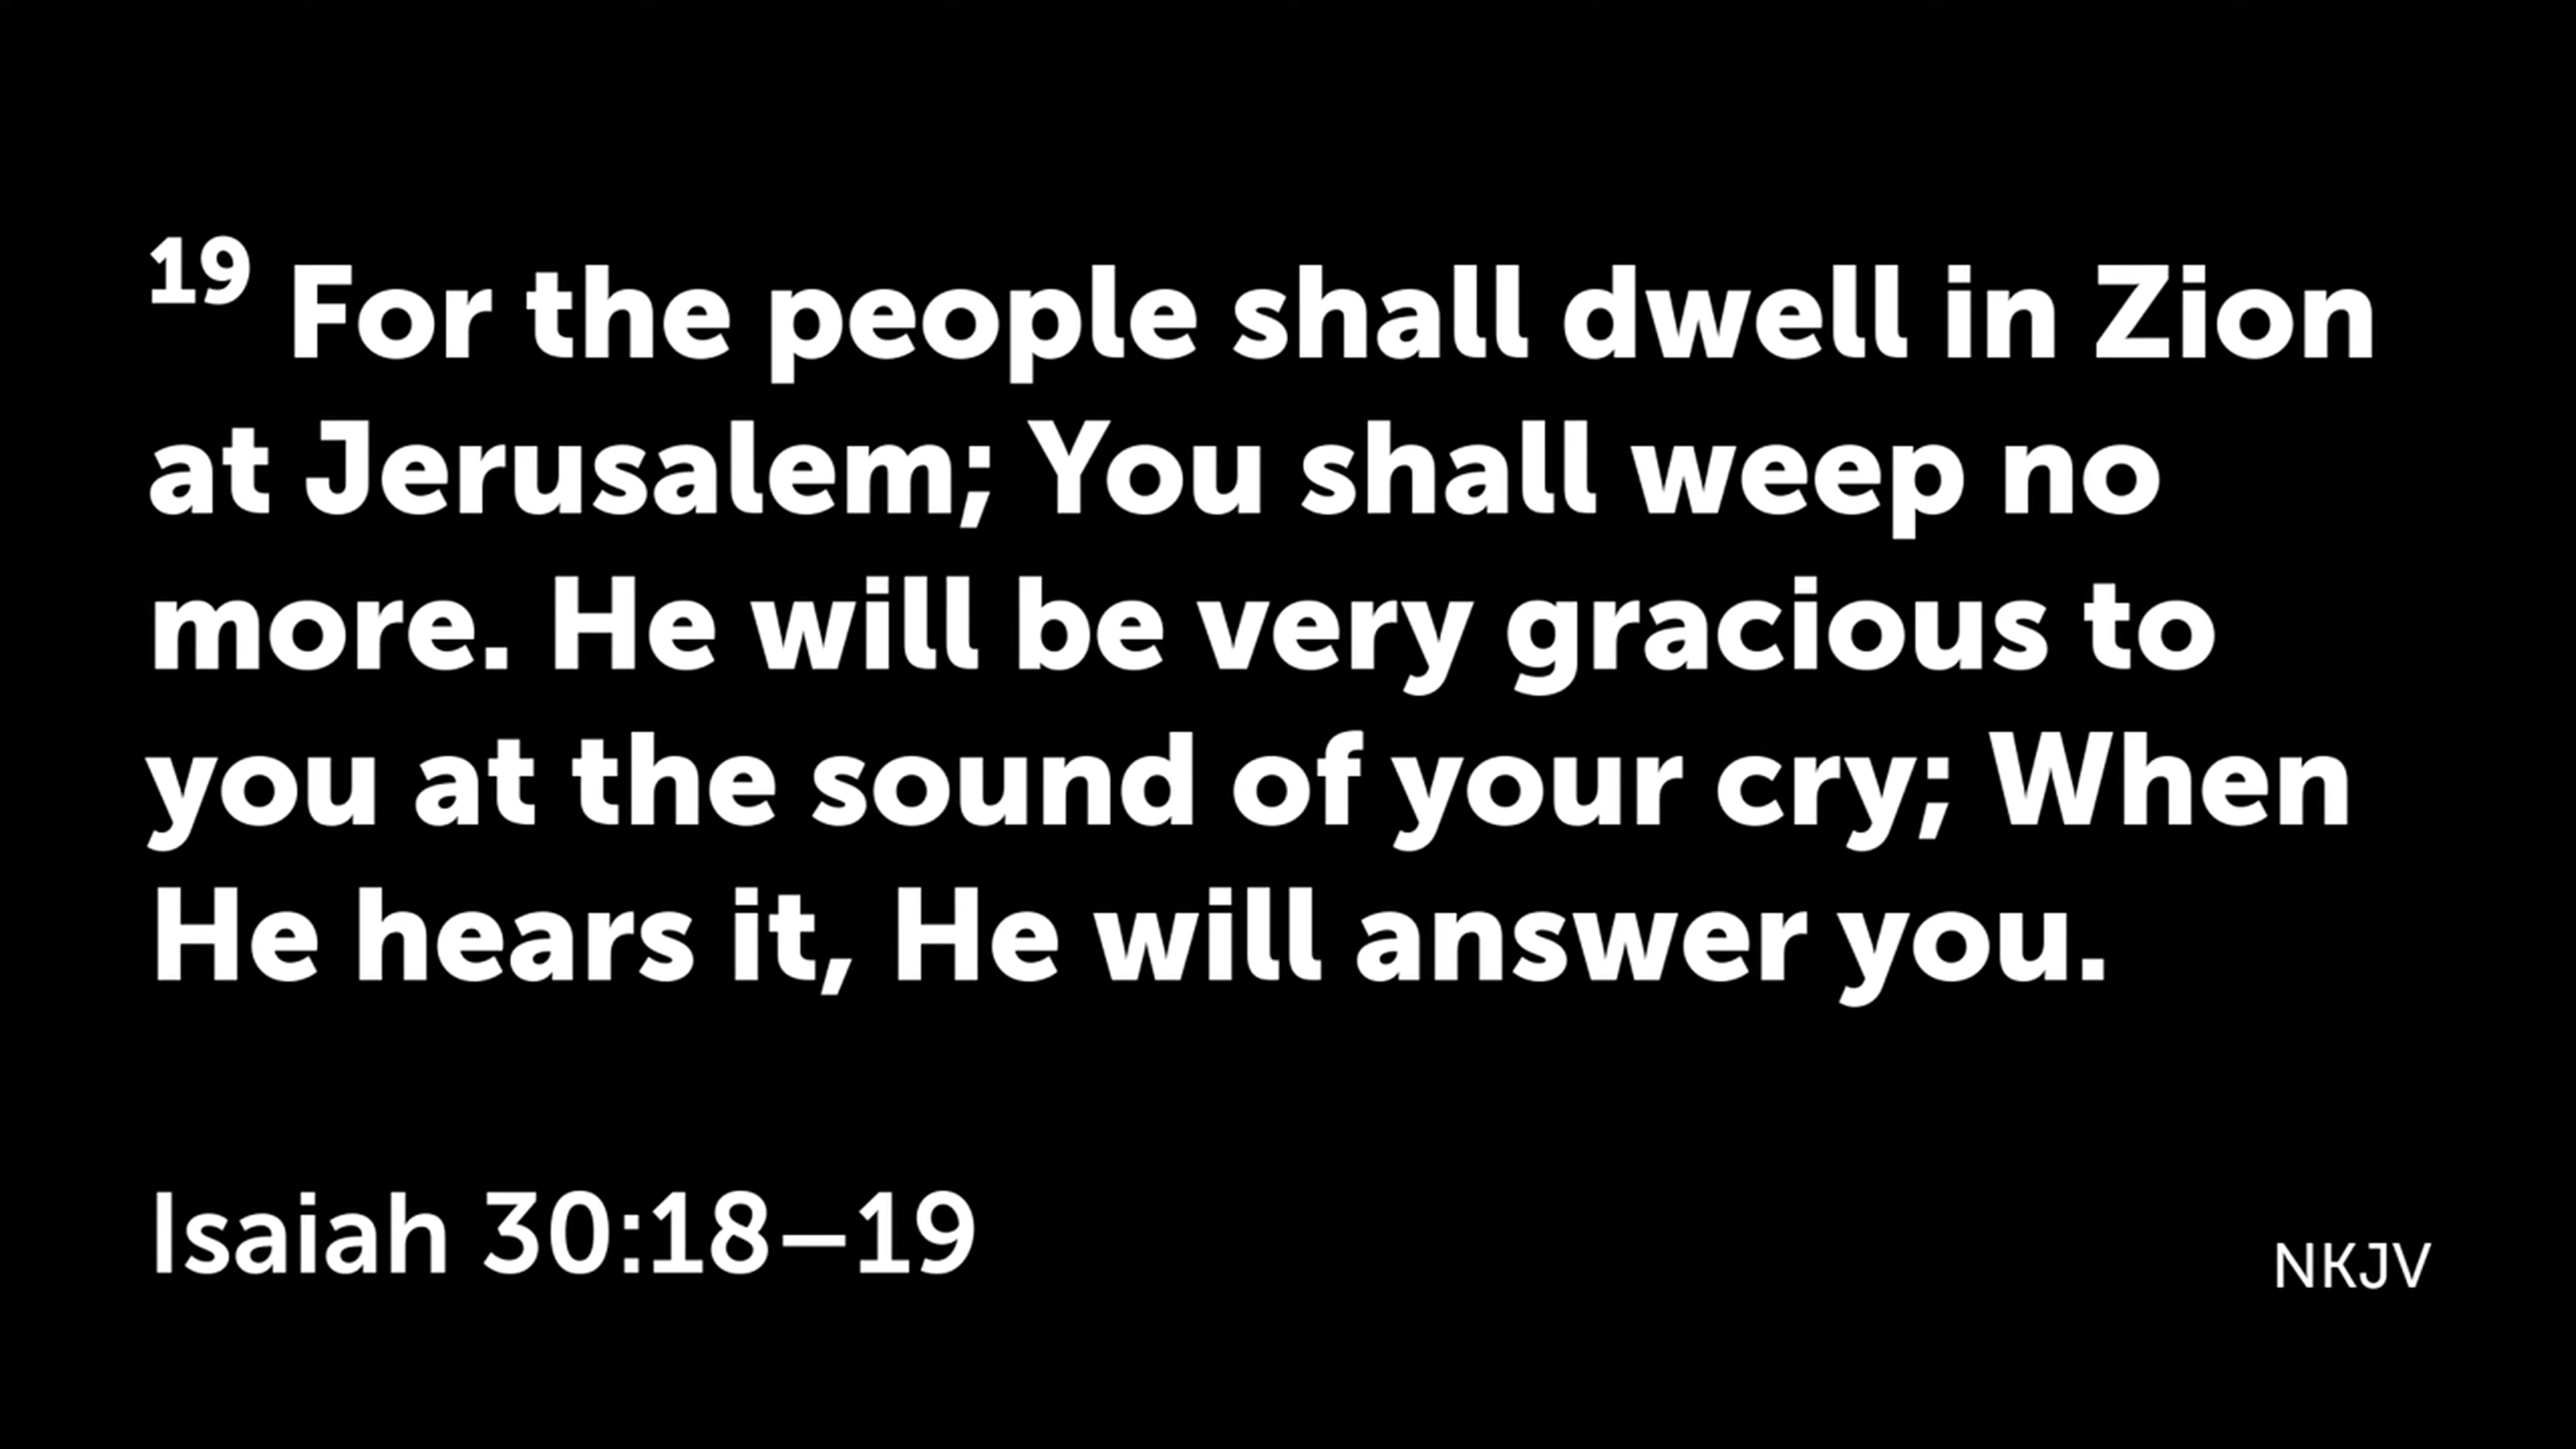 19 For the people shall dwell in Zion
at Jerusalem; You shall weep no
more. He will be very gracious to
you at the sound of your cry; When
He hears it, He will answer you.
Isaiah 30:18–19
NKJV